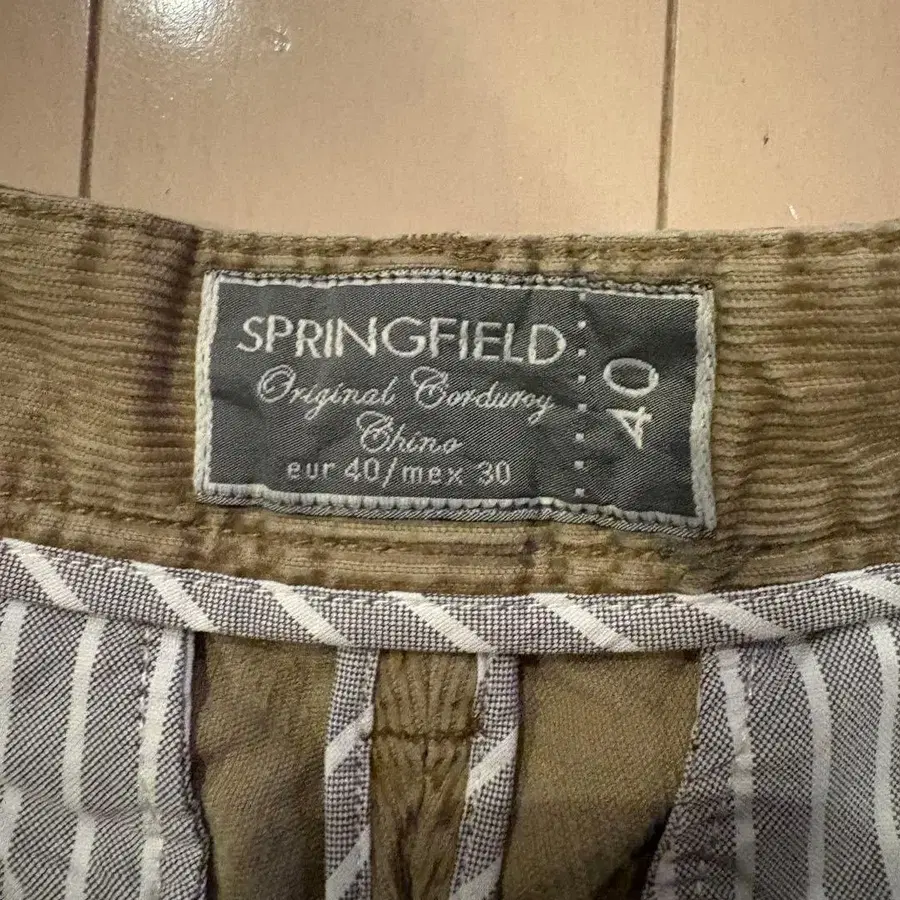 SPRINGFIELD
Original Corduroy
Chino
eur 40/mex 30
40